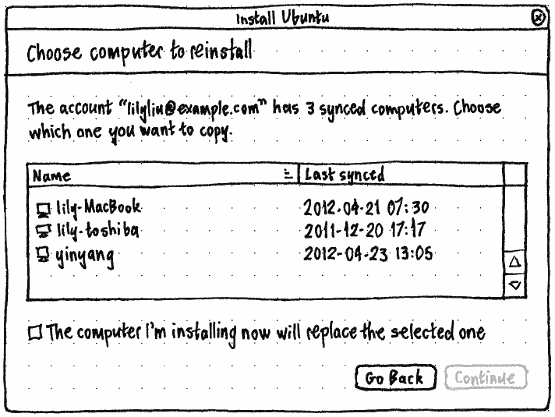 Install Ubuntu
Choose computer to reinstall
The account "lilyliu@example.com" has 3 synced computers. Choose
which one you want to copy.
Name Last synced
lily-MacBook 2012-04-21 07:30
lily-toshiba 2011-12-20 17:17
yinyang 2012-04-23 13:05
The computer I'm installing now will replace the selected one
Go Back Continue